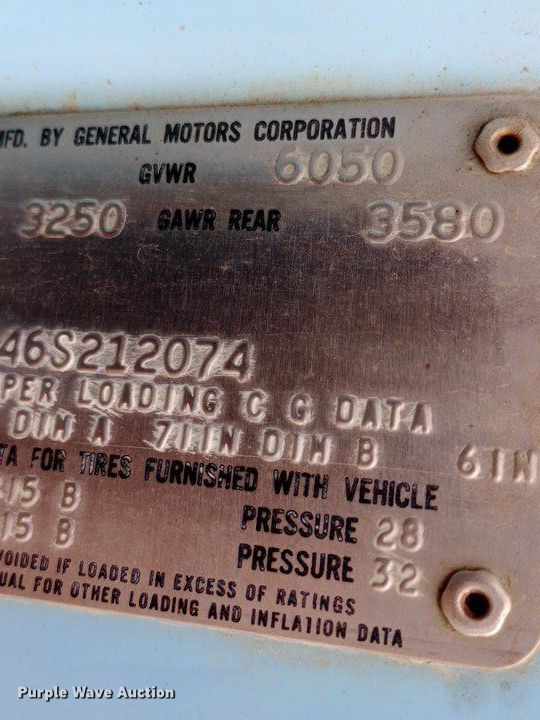 MFD. BY GENERAL MOTORS CORPORATION
GVWR 6050
3250 GAWR REAR 3580
46S212074
PER LOADING C G DATA
DIM A 71IN DIM B 6IN
TA FOR TIRES FURNISHED WITH VEHICLE
15 B PRESSURE 28
15 B PRESSURE 32
VOIDED IF LOADED IN EXCESS OF RATINGS
UAL FOR OTHER LOADING AND INFLATION DATA
Purple Wave Auction